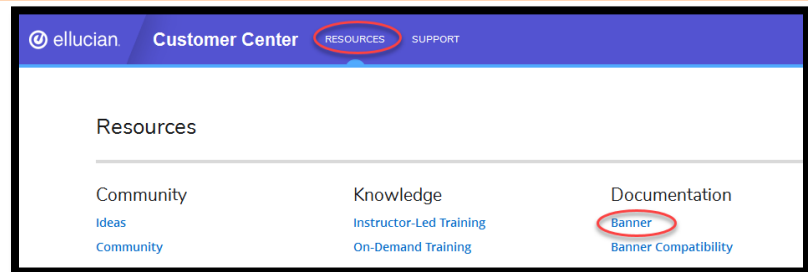 ellucian. Customer Center RESOURCES SUPPORT
Resources
Community Knowledge Documentation
Ideas Instructor-Led Training Banner
Community On-Demand Training Banner Compatibility